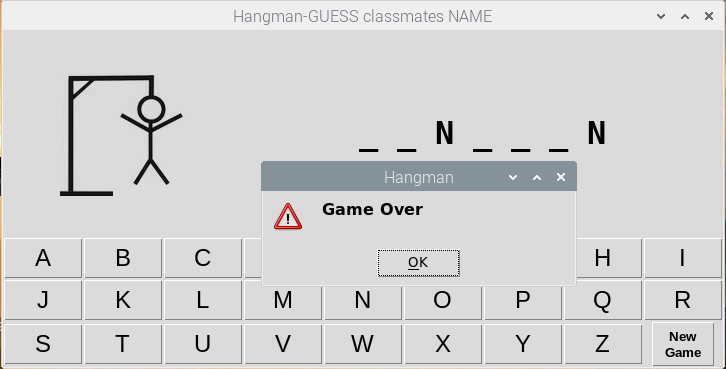 Hangman-GUESS classmates NAME
_ _ N _ _ _ N
Hangman
Game Over
OK
A B C H I
J K L M N O P Q R
S T U V W X Y Z New Game